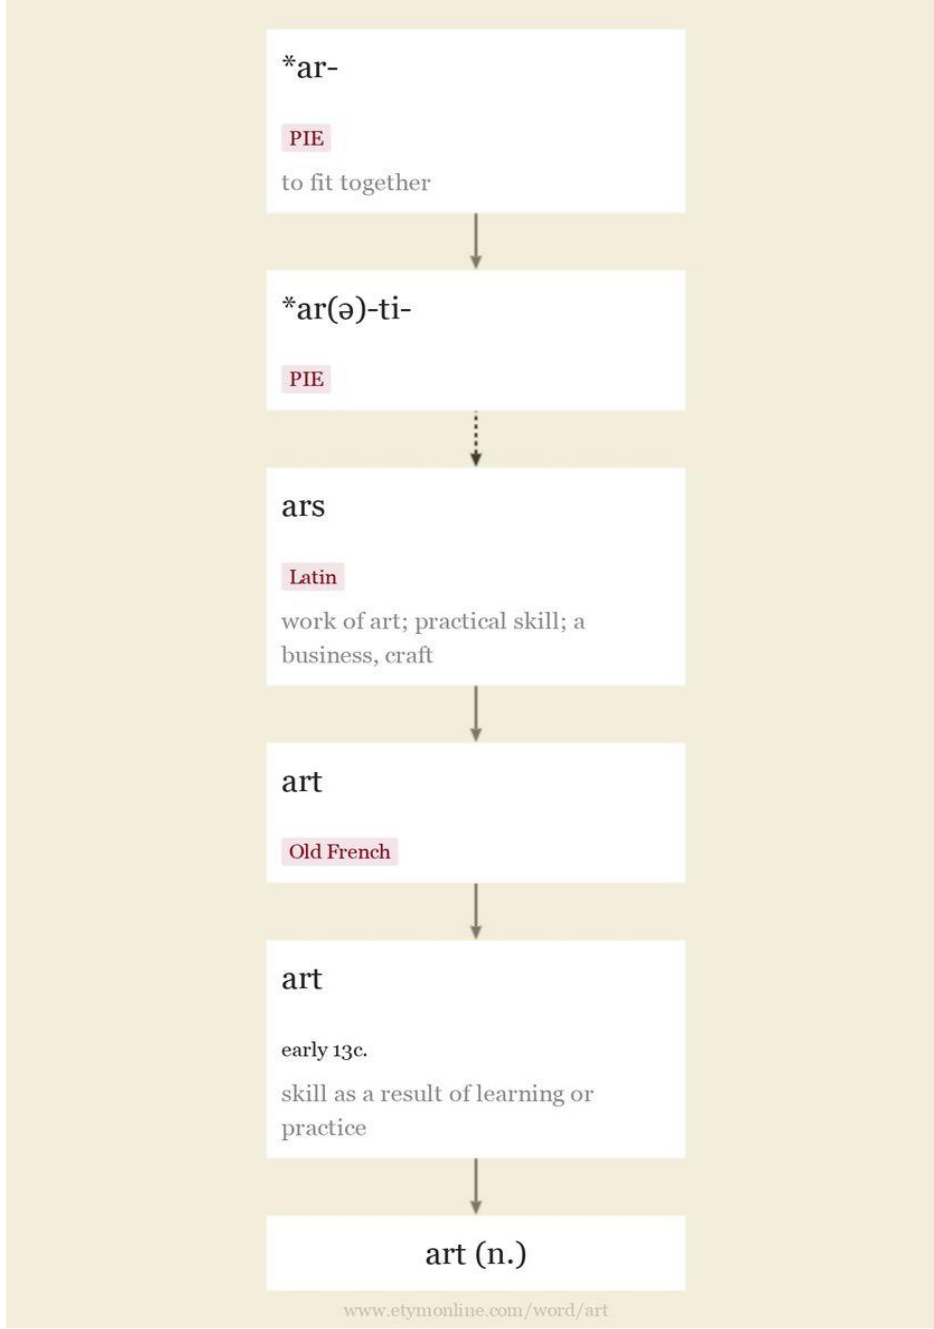 *ar-
PIE
to fit together
*ar(ə)-ti-
PIE
ars
Latin
work of art; practical skill; a
business, craft
art
Old French
art
early 13c.
skill as a result of learning or
practice
art (n.)
www.etymonline.com/word/art